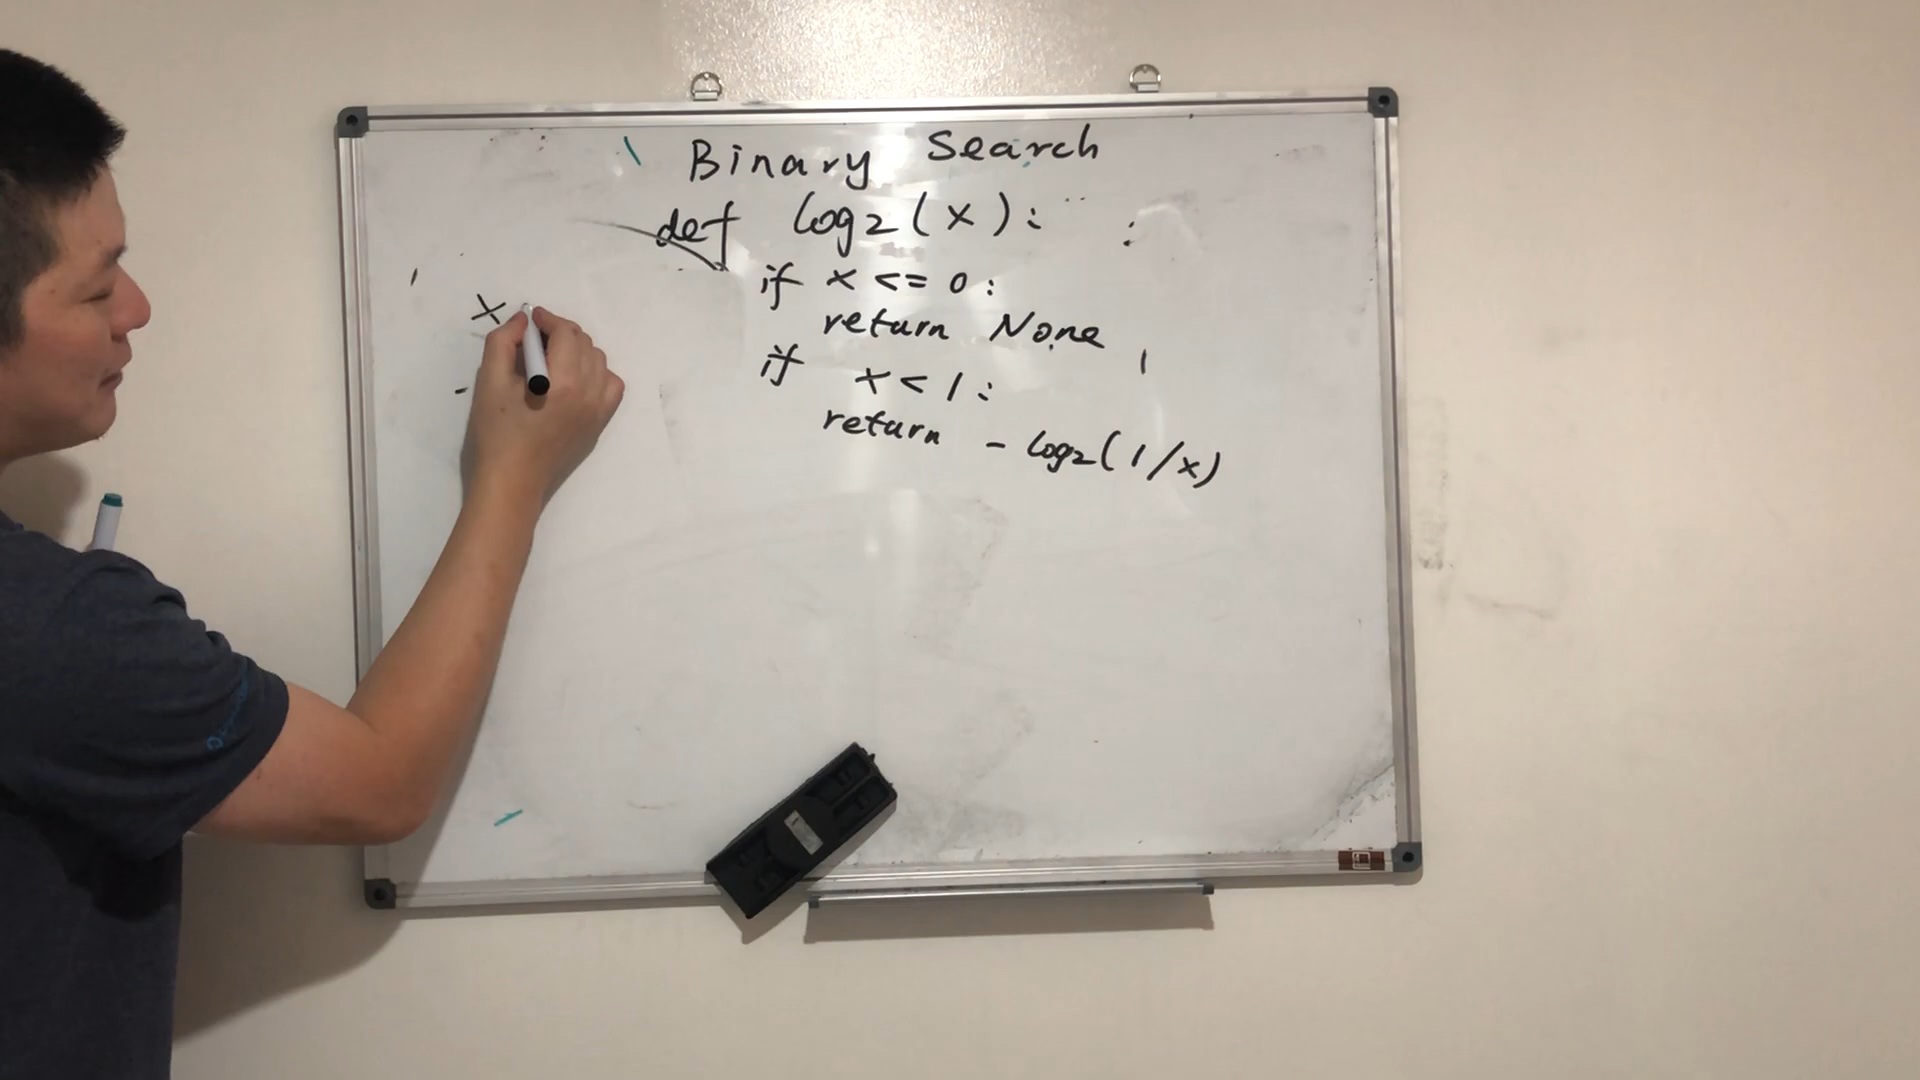 Binary Search
def log2(x):
if x <= 0:
return None
if x < 1:
return - log2(1/x)
x